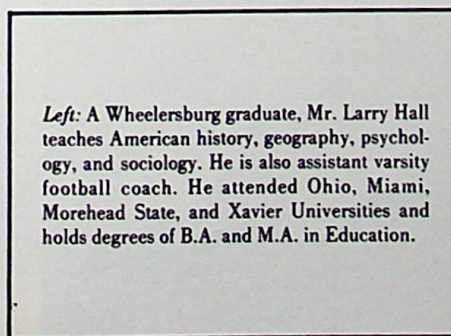 Left: A Wheelersburg graduate, Mr. Larry Hall
teaches American history, geography, psychol-
ogy, and sociology. He is also assistant varsity
football coach. He attended Ohio, Miami,
Morehead State, and Xavier Universities and
holds degrees of B.A. and M.A. in Education.